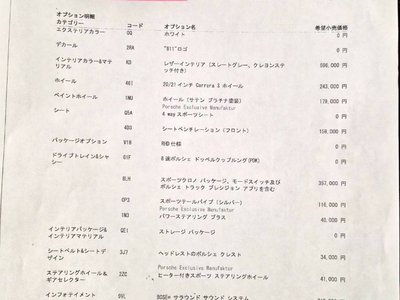 オプション明細
カテゴリー コード オプション名 希望小売価格
エクステリアカラー 0Q ホワイト 0 円
デカール 2RA "911"ロゴ 0 円
インテリアカラー&マテリアル KD レザーインテリア (スレートグレー、クレヨンステッチ付き) 596,000 円
ホイール 46I 20/21インチ Carrera S ホイール 243,000 円
ペイントホイール 1NU ホイール (サテン プラチナ塗装) 179,000 円
Porsche Exclusive Manufaktur
シート Q5A 4 way スポーツシート 0 円
4D3 シートベンチレーション (フロント) 159,000 円
パッケージオプション V1B RHD 仕様 0 円
ドライブトレイン&シャシー G1F 8 速ポルシェ ドッペルクップルング(PDK) 0 円
8LH スポーツクロノ パッケージ、モードスイッチ及びポルシェ トラック プレシジョン アプリを含む 357,000 円
0P3 スポーツテールパイプ (シルバー) 116,000 円
Porsche Exclusive Manufaktur
1N3 パワーステアリング プラス 40,000 円
インテリアパッケージ&インテリアマテリアル QE1 ストレージ パッケージ 0 円
シートベルト&シートデザイン 3J7 ヘッドレストのポルシェ クレスト 34,000 円
Porsche Exclusive Manufaktur
ステアリングホイール&ギアセレクター 2ZC ヒーター付きスポーツ ステアリングホイール 41,000 円
インフォテイメント 9VL BOSE® サラウンド サウンド システム